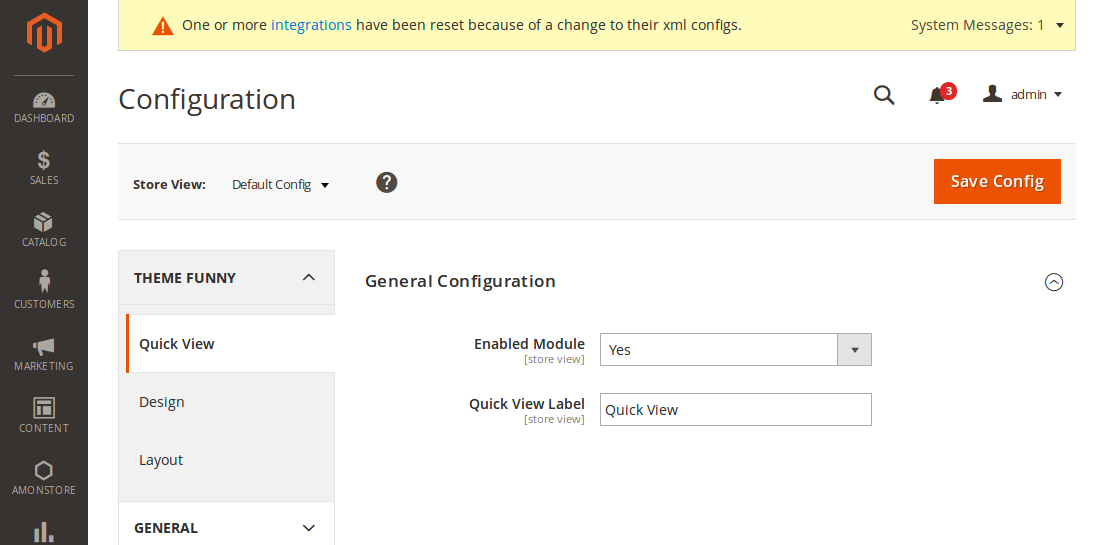 One or more integrations have been reset because of a change to their xml configs.
System Messages: 1
Configuration
3
admin
DASHBOARD
SALES
CATALOG
CUSTOMERS
MARKETING
CONTENT
AMONSTORE
Store View:
Default Config
?
Save Config
THEME FUNNY
Quick View
Design
Layout
GENERAL
General Configuration
Enabled Module
[store view]
Yes
Quick View Label
[store view]
Quick View